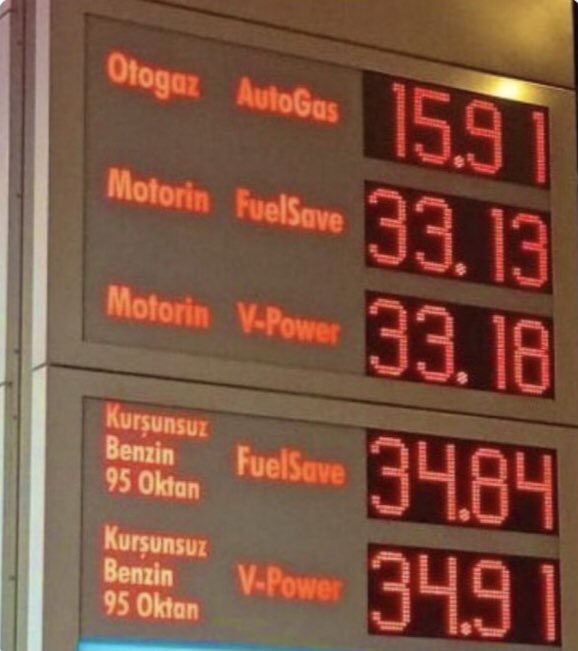 Otogaz AutoGas 15.91
Motorin FuelSave 33.13
Motorin V-Power 33.18
Kurşunsuz
Benzin
95 Oktan
FuelSave 34.84
Kurşunsuz
Benzin
95 Oktan
V-Power 34.91